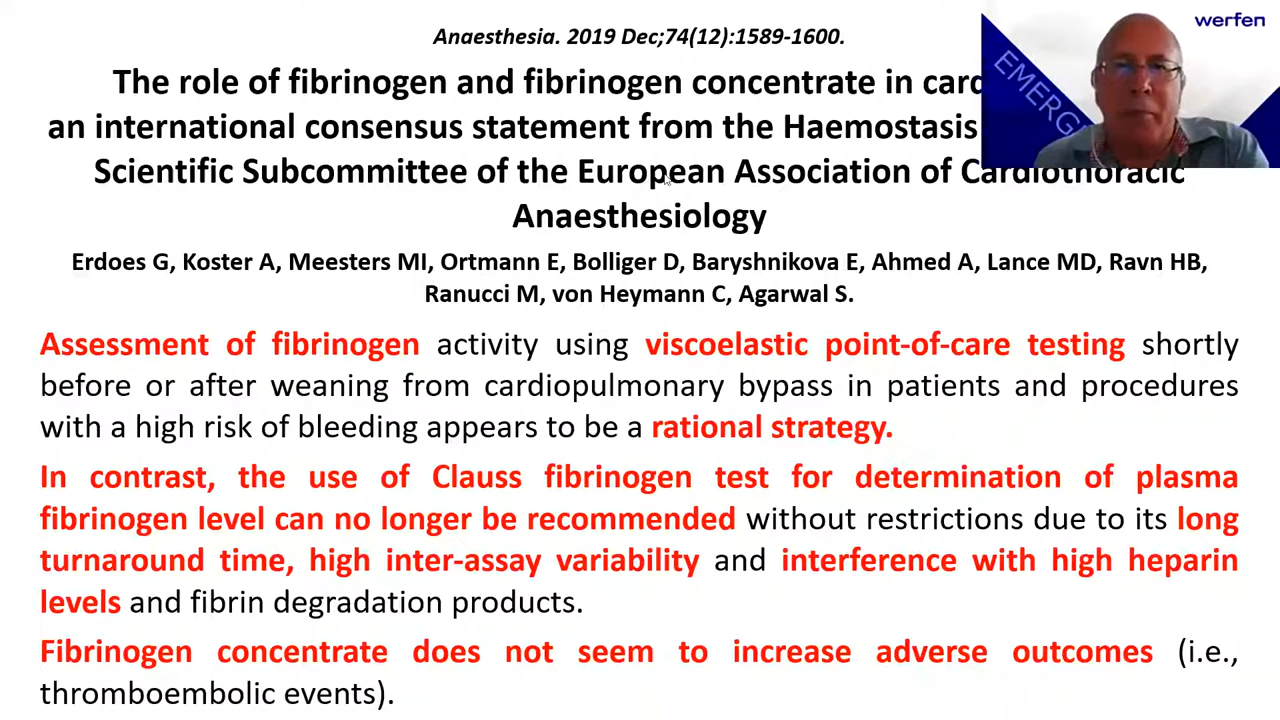 Anaesthesia. 2019 Dec;74(12):1589-1600.
werfen
The role of fibrinogen and fibrinogen concentrate in
an international consensus statement from the Haemostasis
EMERG
Scientific Subcommittee of the European Association of Cardiothoracic
Anaesthesiology
Erdoes G, Koster A, Meesters MI, Ortmann E, Bolliger D, Baryshnikova E, Ahmed A, Lance MD, Ravn HB,
Ranucci M, von Heymann C, Agarwal S.
Assessment of fibrinogen activity using viscoelastic point-of-care testing shortly
before or after weaning from cardiopulmonary bypass in patients and procedures
with a high risk of bleeding appears to be a rational strategy.
In contrast, the use of Clauss fibrinogen test for determination of plasma
fibrinogen level can no longer be recommended without restrictions due to its long
turnaround time, high inter-assay variability and interference with high heparin
levels and fibrin degradation products.
Fibrinogen concentrate does not seem to increase adverse outcomes (i.e.,
thromboembolic events).